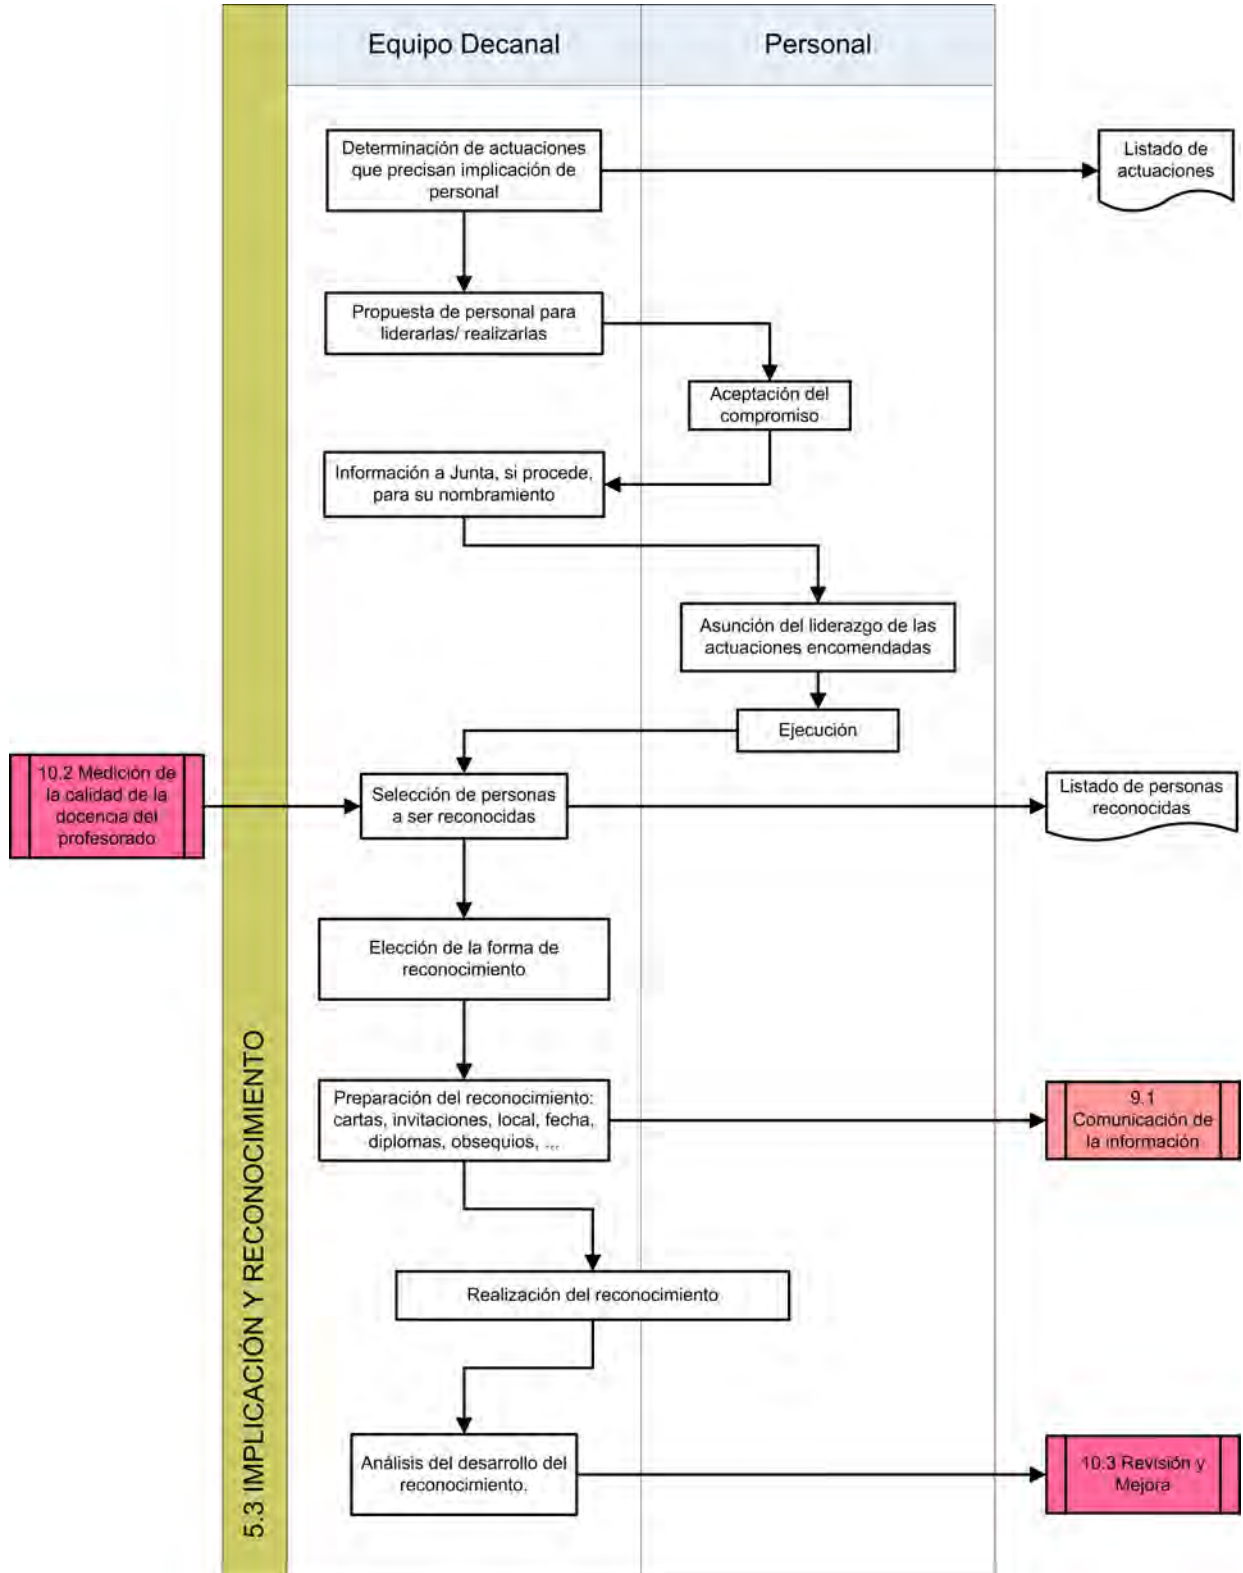 Equipo Decanal
Personal
Determinación de actuaciones
que precisan implicación de
personal
Listado de
actuaciones
Propuesta de personal para
liderarlas/ realizarlas
Aceptación del
compromiso
Información a Junta, si procede,
para su nombramiento
Asunción del liderazgo de las
actuaciones encomendadas
Ejecución
10.2 Medición de
la calidad de la
docencia del
profesorado
Selección de personas
a ser reconocidas
Listado de personas
reconocidas
Elección de la forma de
reconocimiento
Preparación del reconocimiento:
cartas, invitaciones, local, fecha,
diplomas, obsequios, ...
9.1
Comunicación de
la información
Realización del reconocimiento
Análisis del desarrollo del
reconocimiento.
10.3 Revisión y
Mejora
5.3 IMPLICACIÓN Y RECONOCIMIENTO